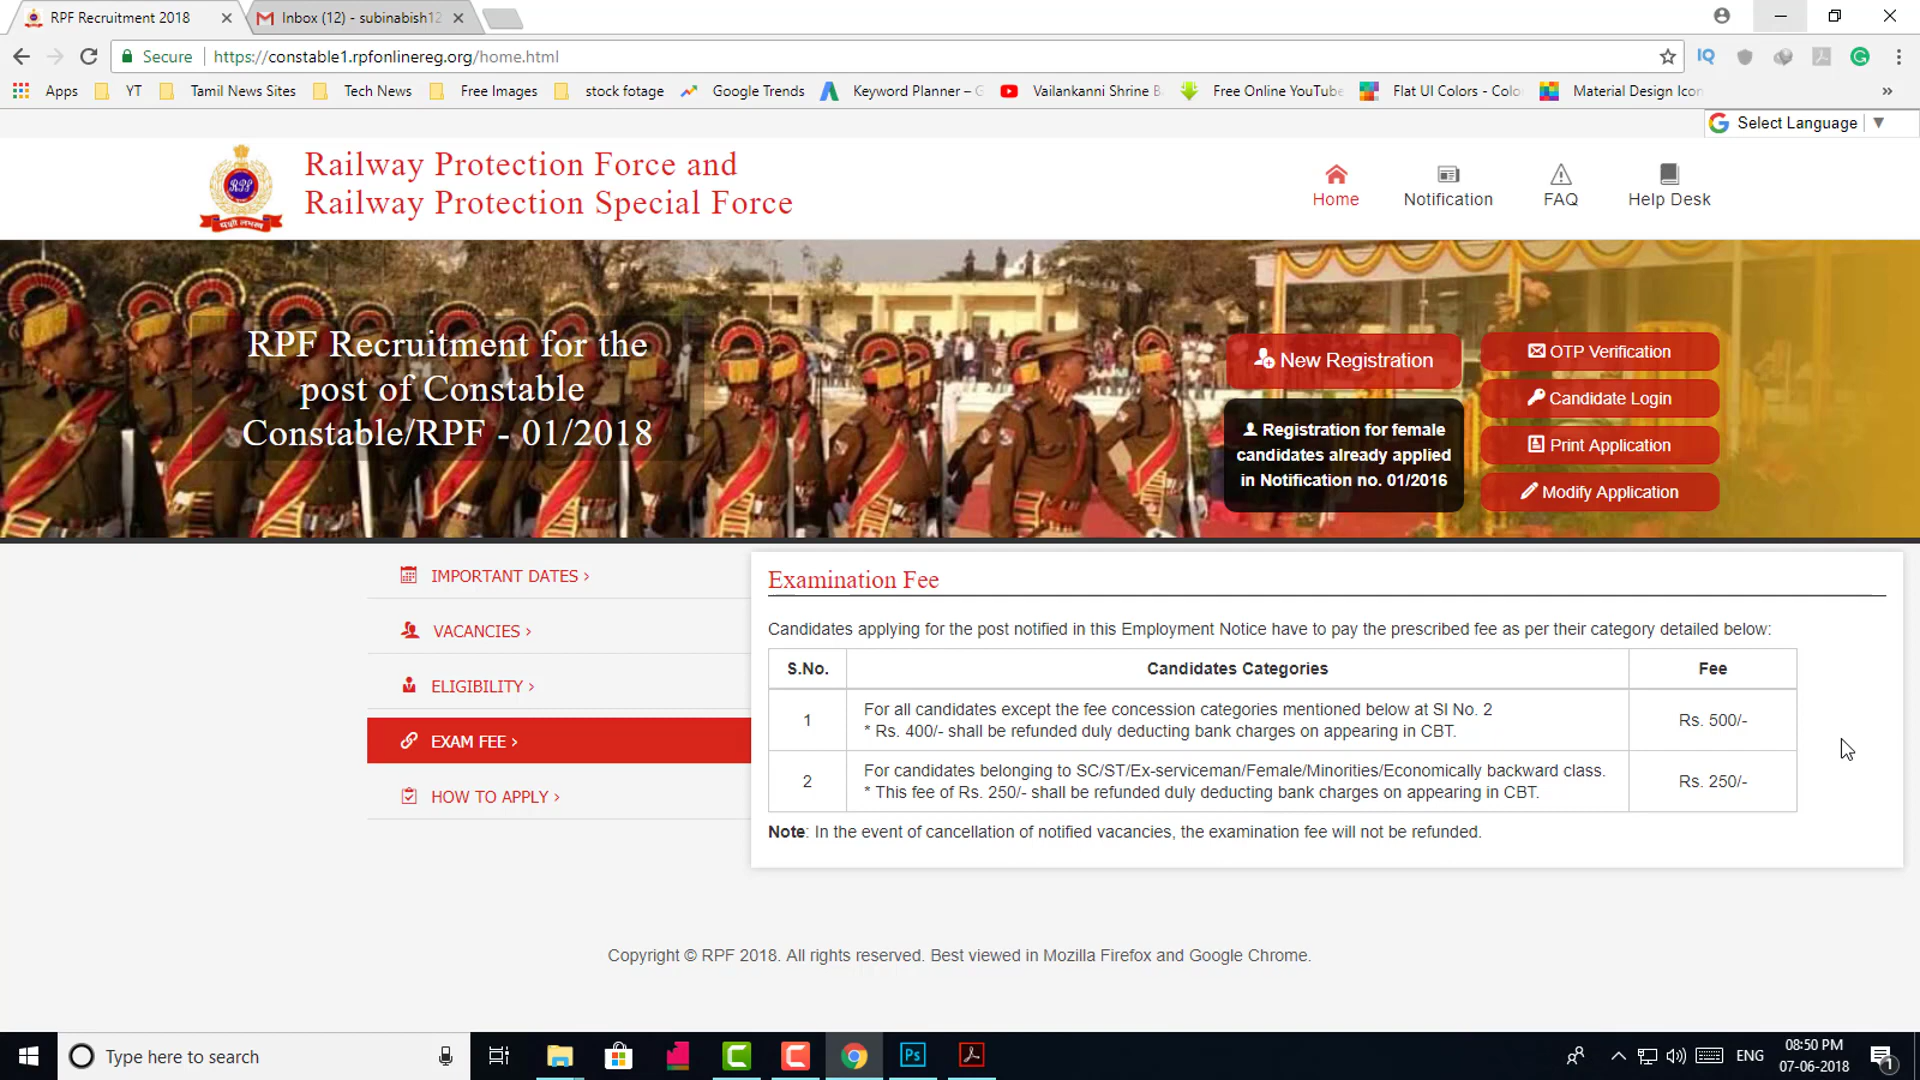 RPF Recruitment 2018
Inbox (12) - subinabish12
Secure
https://constable1.rpfonlinereg.org/home.html
Apps
YT
Tamil News Sites
Tech News
Free Images
stock fotage
Google Trends
Keyword Planner – G
Vailankanni Shrine B
Free Online YouTube
Flat UI Colors - Colo
Material Design Icon
»
Select Language
Railway Protection Force and
Railway Protection Special Force
RPF
Home
Notification
FAQ
Help Desk
RPF Recruitment for the
post of Constable
Constable/RPF - 01/2018
New Registration
Registration for female
candidates already applied
in Notification no. 01/2016
OTP Verification
Candidate Login
Print Application
Modify Application
IMPORTANT DATES ›
VACANCIES ›
ELIGIBILITY ›
EXAM FEE ›
HOW TO APPLY ›
Examination Fee
Candidates applying for the post notified in this Employment Notice have to pay the prescribed fee as per their category detailed below:
S.No. Candidates Categories Fee
1 For all candidates except the fee concession categories mentioned below at SI No. 2 Rs. 500/-
* Rs. 400/- shall be refunded duly deducting bank charges on appearing in CBT.
2 For candidates belonging to SC/ST/Ex-serviceman/Female/Minorities/Economically backward class. Rs. 250/-
* This fee of Rs. 250/- shall be refunded duly deducting bank charges on appearing in CBT.
Note: In the event of cancellation of notified vacancies, the examination fee will not be refunded.
Copyright © RPF 2018. All rights reserved. Best viewed in Mozilla Firefox and Google Chrome.
Type here to search
Ps
ENG
08:50 PM
07-06-2018
1